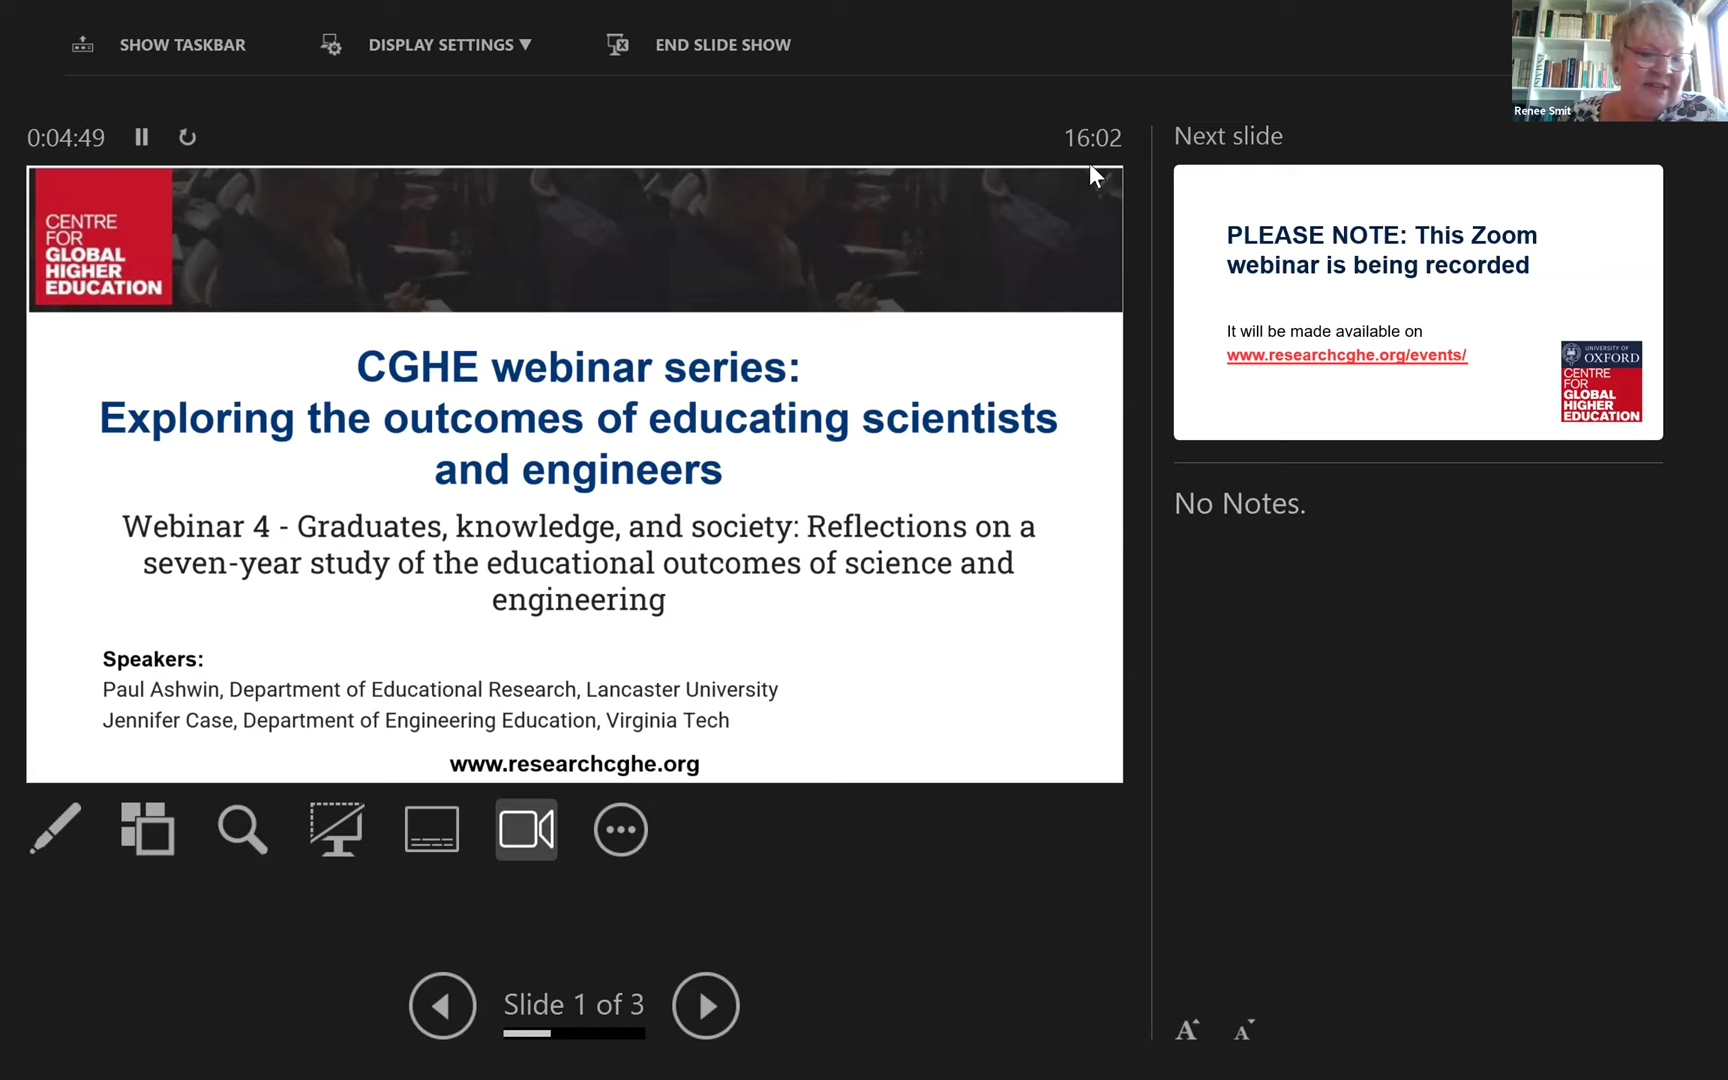 SHOW TASKBAR
DISPLAY SETTINGS ▼
END SLIDE SHOW
Renee Smit
0:04:49
16:02
CENTRE
FOR
GLOBAL
HIGHER
EDUCATION
CGHE webinar series:
Exploring the outcomes of educating scientists
and engineers
Webinar 4 - Graduates, knowledge, and society: Reflections on a
seven-year study of the educational outcomes of science and
engineering
Speakers:
Paul Ashwin, Department of Educational Research, Lancaster University
Jennifer Case, Department of Engineering Education, Virginia Tech
www.researchcghe.org
Slide 1 of 3
Next slide
PLEASE NOTE: This Zoom
webinar is being recorded
It will be made available on
www.researchcghe.org/events/
UNIVERSITY OF
OXFORD
CENTRE
FOR
GLOBAL
HIGHER
EDUCATION
No Notes.
A A